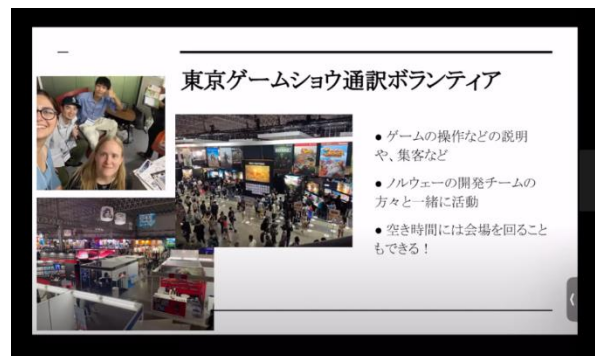 東京ゲームショウ通訳ボランティア
● ゲームの操作などの説明
や、集客など
● ノルウェーの開発チームの
方々と一緒に活動
● 空き時間には会場を回ること
もできる！